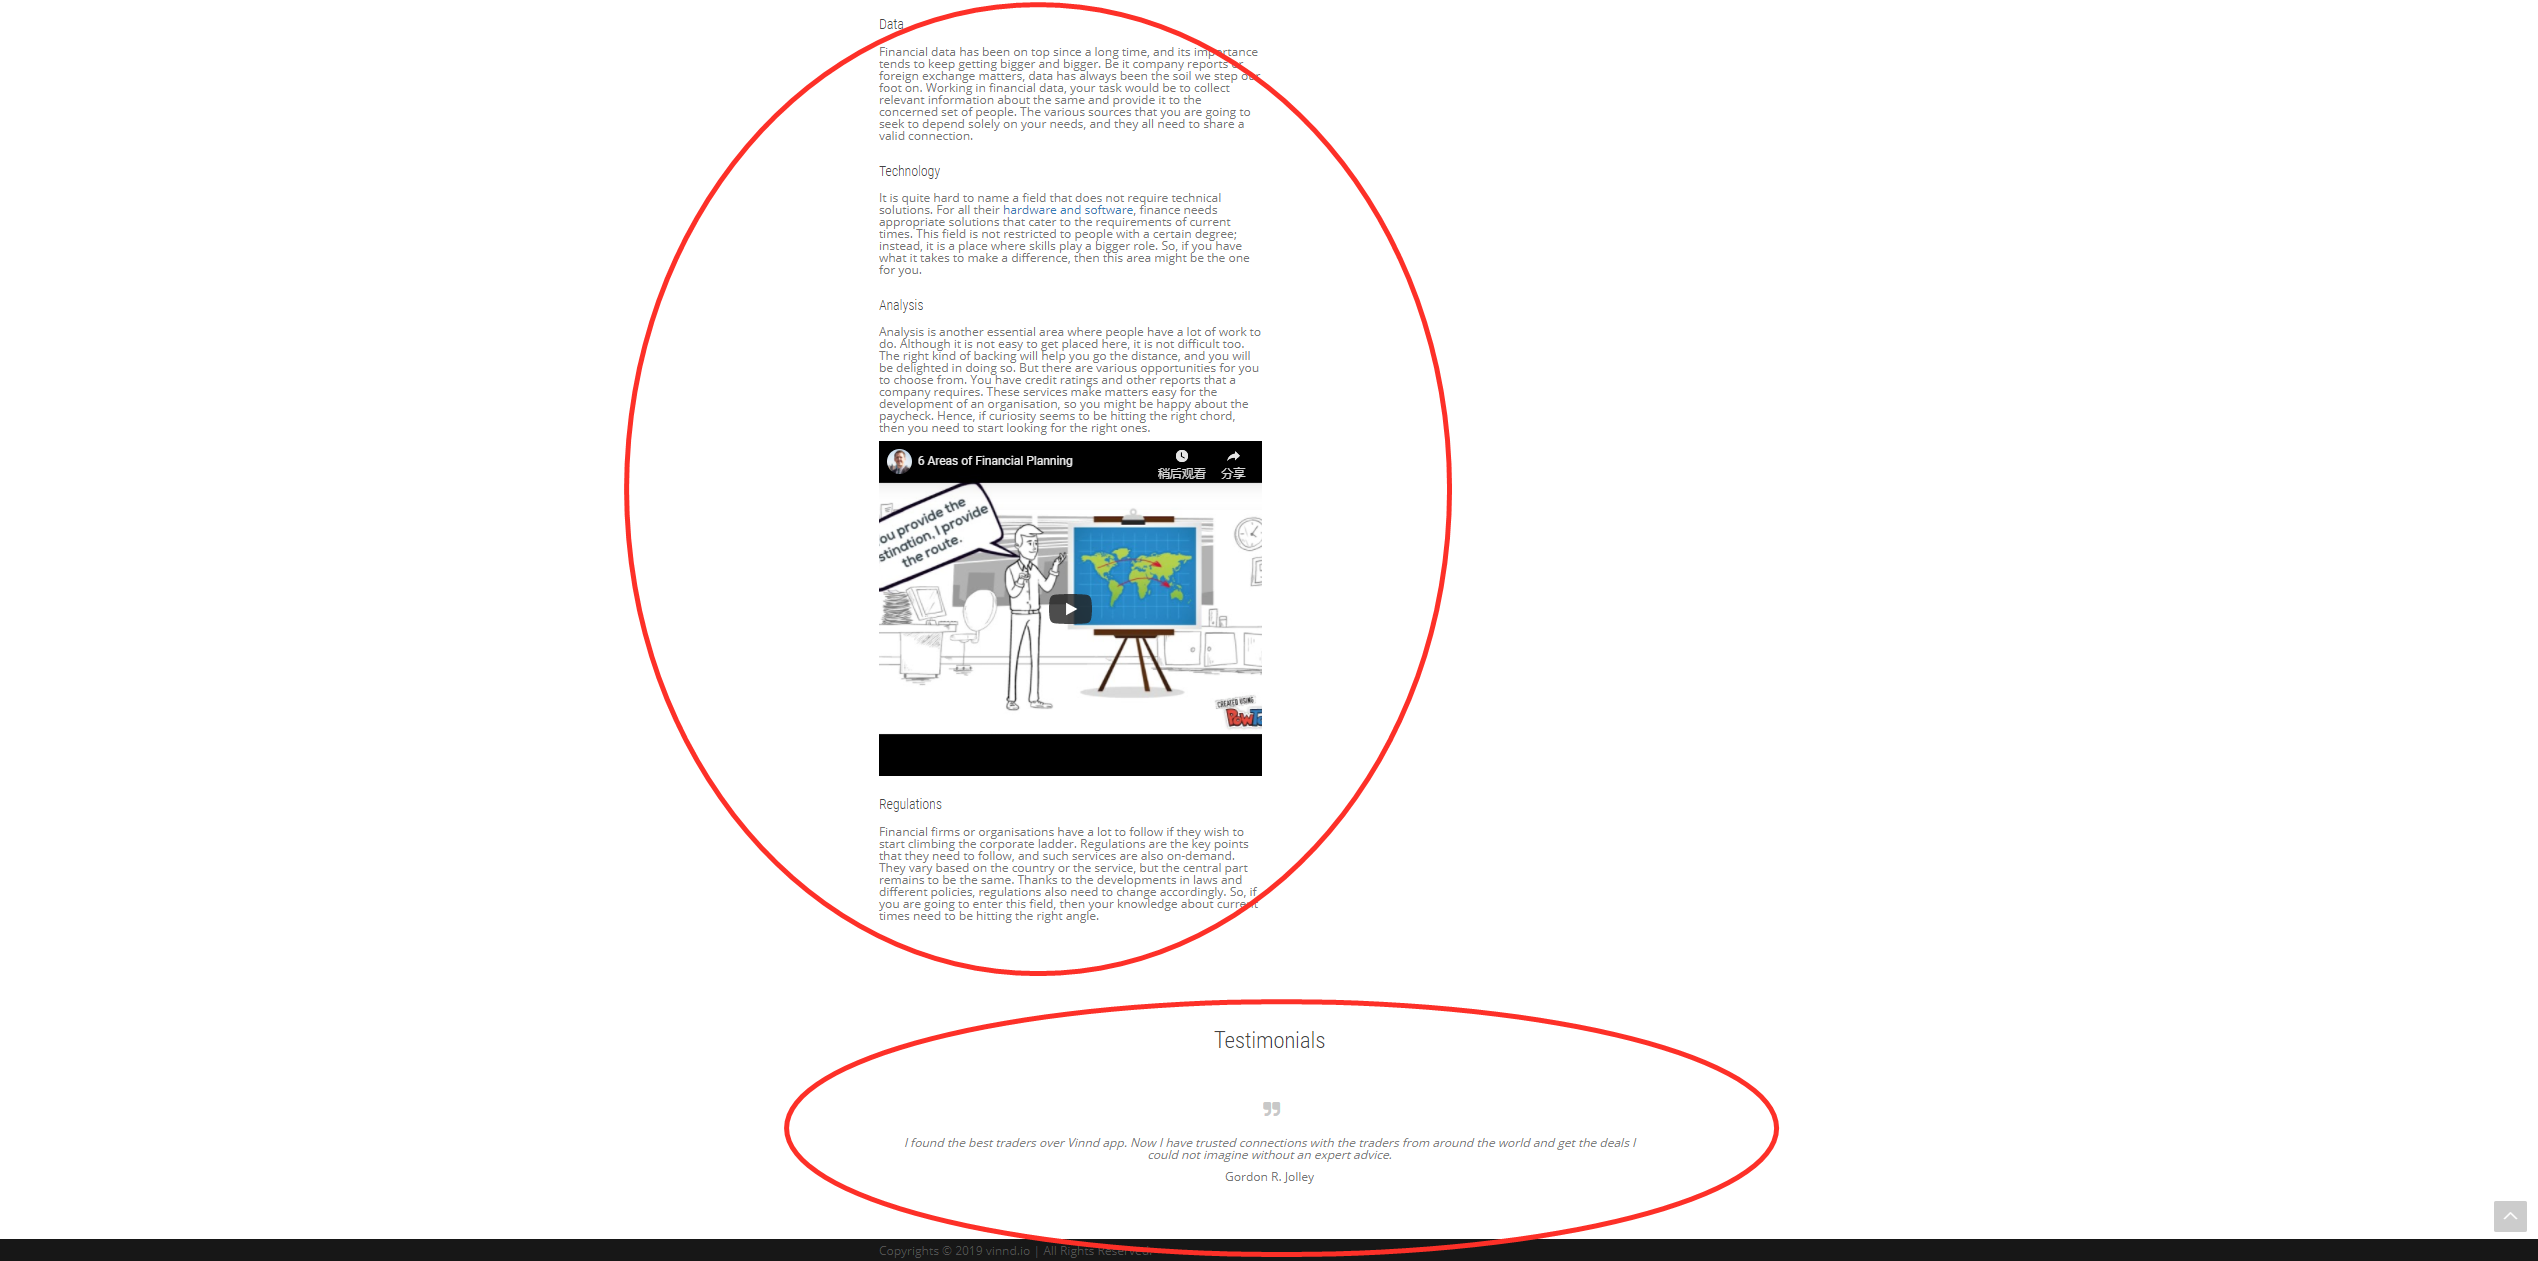 Data
Financial data has been on top since a long time, and its importance
tends to keep getting bigger and bigger. Be it company reports or
foreign exchange matters, data has always been the soil we step our
foot on. Working in financial data, your task would be to collect
relevant information about the same and provide it to the
concerned set of people. The various sources that you are going to
seek to depend solely on your needs, and they all need to share a
valid connection.
Technology
It is quite hard to name a field that does not require technical
solutions. For all their hardware and software, finance needs
appropriate solutions that cater to the requirements of current
times. This field is not restricted to people with a certain degree;
instead, it is a place where skills play a bigger role. So, if you have
what it takes to make a difference, then this area might be the one
for you.
Analysis
Analysis is another essential area where people have a lot of work to
do. Although it is not easy to get placed here, it is not difficult too.
The right kind of backing will help you go the distance, and you will
be delighted in doing so. But there are various opportunities for you
to choose from. You have credit ratings and other reports that a
company requires. These services make matters easy for the
development of an organisation, so you might be happy about the
paycheck. Hence, if curiosity seems to be hitting the right chord,
then you need to start looking for the right ones.
6 Areas of Financial Planning
稍后观看 分享
ou provide the
stination, I provide
the route.
CREATED USING
PowTo
Regulations
Financial firms or organisations have a lot to follow if they wish to
start climbing the corporate ladder. Regulations are the key points
that they need to follow, and such services are also on-demand.
They vary based on the country or the service, but the central part
remains to be the same. Thanks to the developments in laws and
different policies, regulations also need to change accordingly. So, if
you are going to enter this field, then your knowledge about current
times need to be hitting the right angle.
Testimonials
I found the best traders over Vinnd app. Now I have trusted connections with the traders from around the world and get the deals I
could not imagine without an expert advice.
Gordon R. Jolley
Copyrights © 2019 vinnd.io | All Rights Reserved.